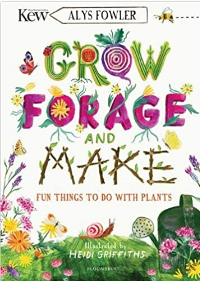 Kew
ALYS FOWLER
GROW
FORAGE
AND
MAKE
FUN THINGS TO DO WITH PLANTS
Illustrated by
HEIDI GRIFFITHS
BLOOMSBURY